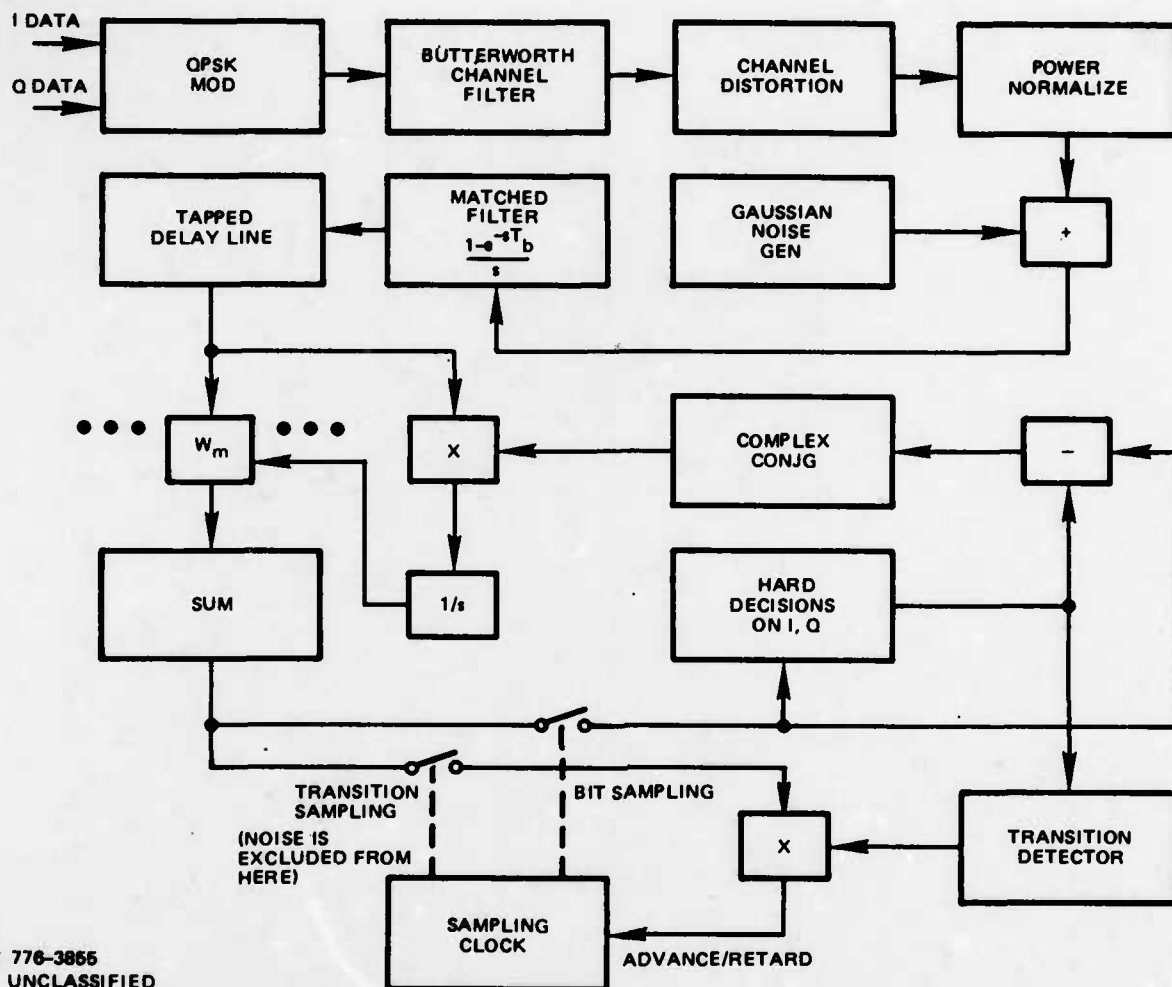 I DATA
Q DATA
QPSK
MOD
BUTTERWORTH
CHANNEL
FILTER
CHANNEL
DISTORTION
POWER
NORMALIZE
TAPPED
DELAY LINE
MATCHED
FILTER
1-e^-sT_b
s
GAUSSIAN
NOISE
GEN
+
W_m
X
COMPLEX
CONJG
-
SUM
1/s
HARD
DECISIONS
ON I, Q
TRANSITION
SAMPLING
BIT SAMPLING
(NOISE IS
EXCLUDED FROM
HERE)
X
TRANSITION
DETECTOR
SAMPLING
CLOCK
ADVANCE/RETARD
776-3855
UNCLASSIFIED